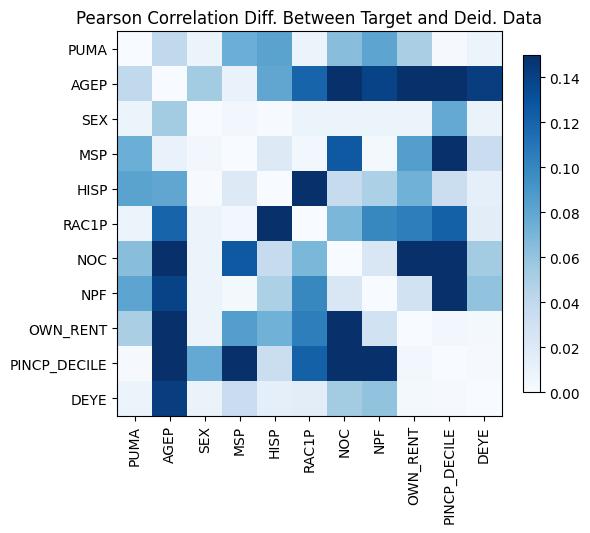 Pearson Correlation Diff. Between Target and Deid. Data
PUMA
AGEP
SEX
MSP
HISP
RAC1P
NOC
NPF
OWN_RENT
PINCP_DECILE
DEYE
PUMA
AGEP
SEX
MSP
HISP
RAC1P
NOC
NPF
OWN_RENT
PINCP_DECILE
DEYE
0.14
0.12
0.10
0.08
0.06
0.04
0.02
0.00